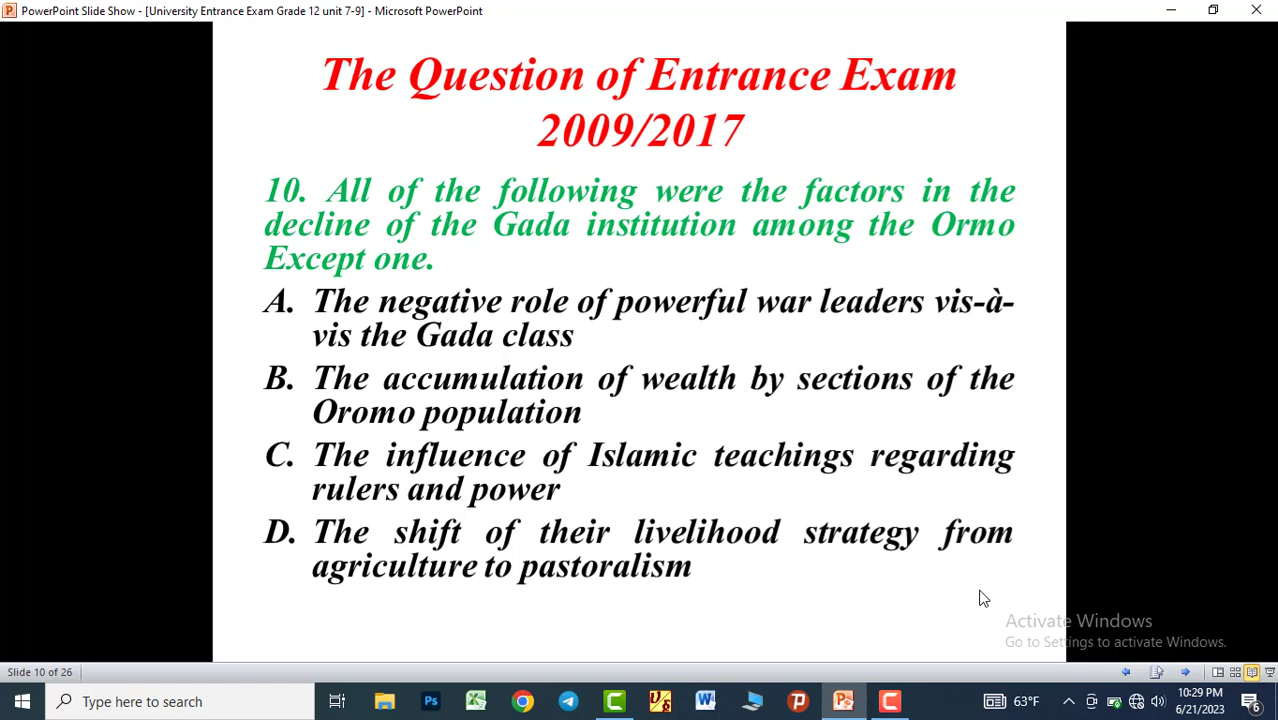 PowerPoint Slide Show - [University Entrance Exam Grade 12 unit 7-9] - Microsoft PowerPoint
The Question of Entrance Exam
2009/2017
10. All of the following were the factors in the
decline of the Gada institution among the Ormo
Except one.
A. The negative role of powerful war leaders vis-à-
vis the Gada class
B. The accumulation of wealth by sections of the
Oromo population
C. The influence of Islamic teachings regarding
rulers and power
D. The shift of their livelihood strategy from
agriculture to pastoralism
Activate Windows
Go to Settings to activate Windows.
Slide 10 of 26
Type here to search
63°F
10:29 PM
6/21/2023
6